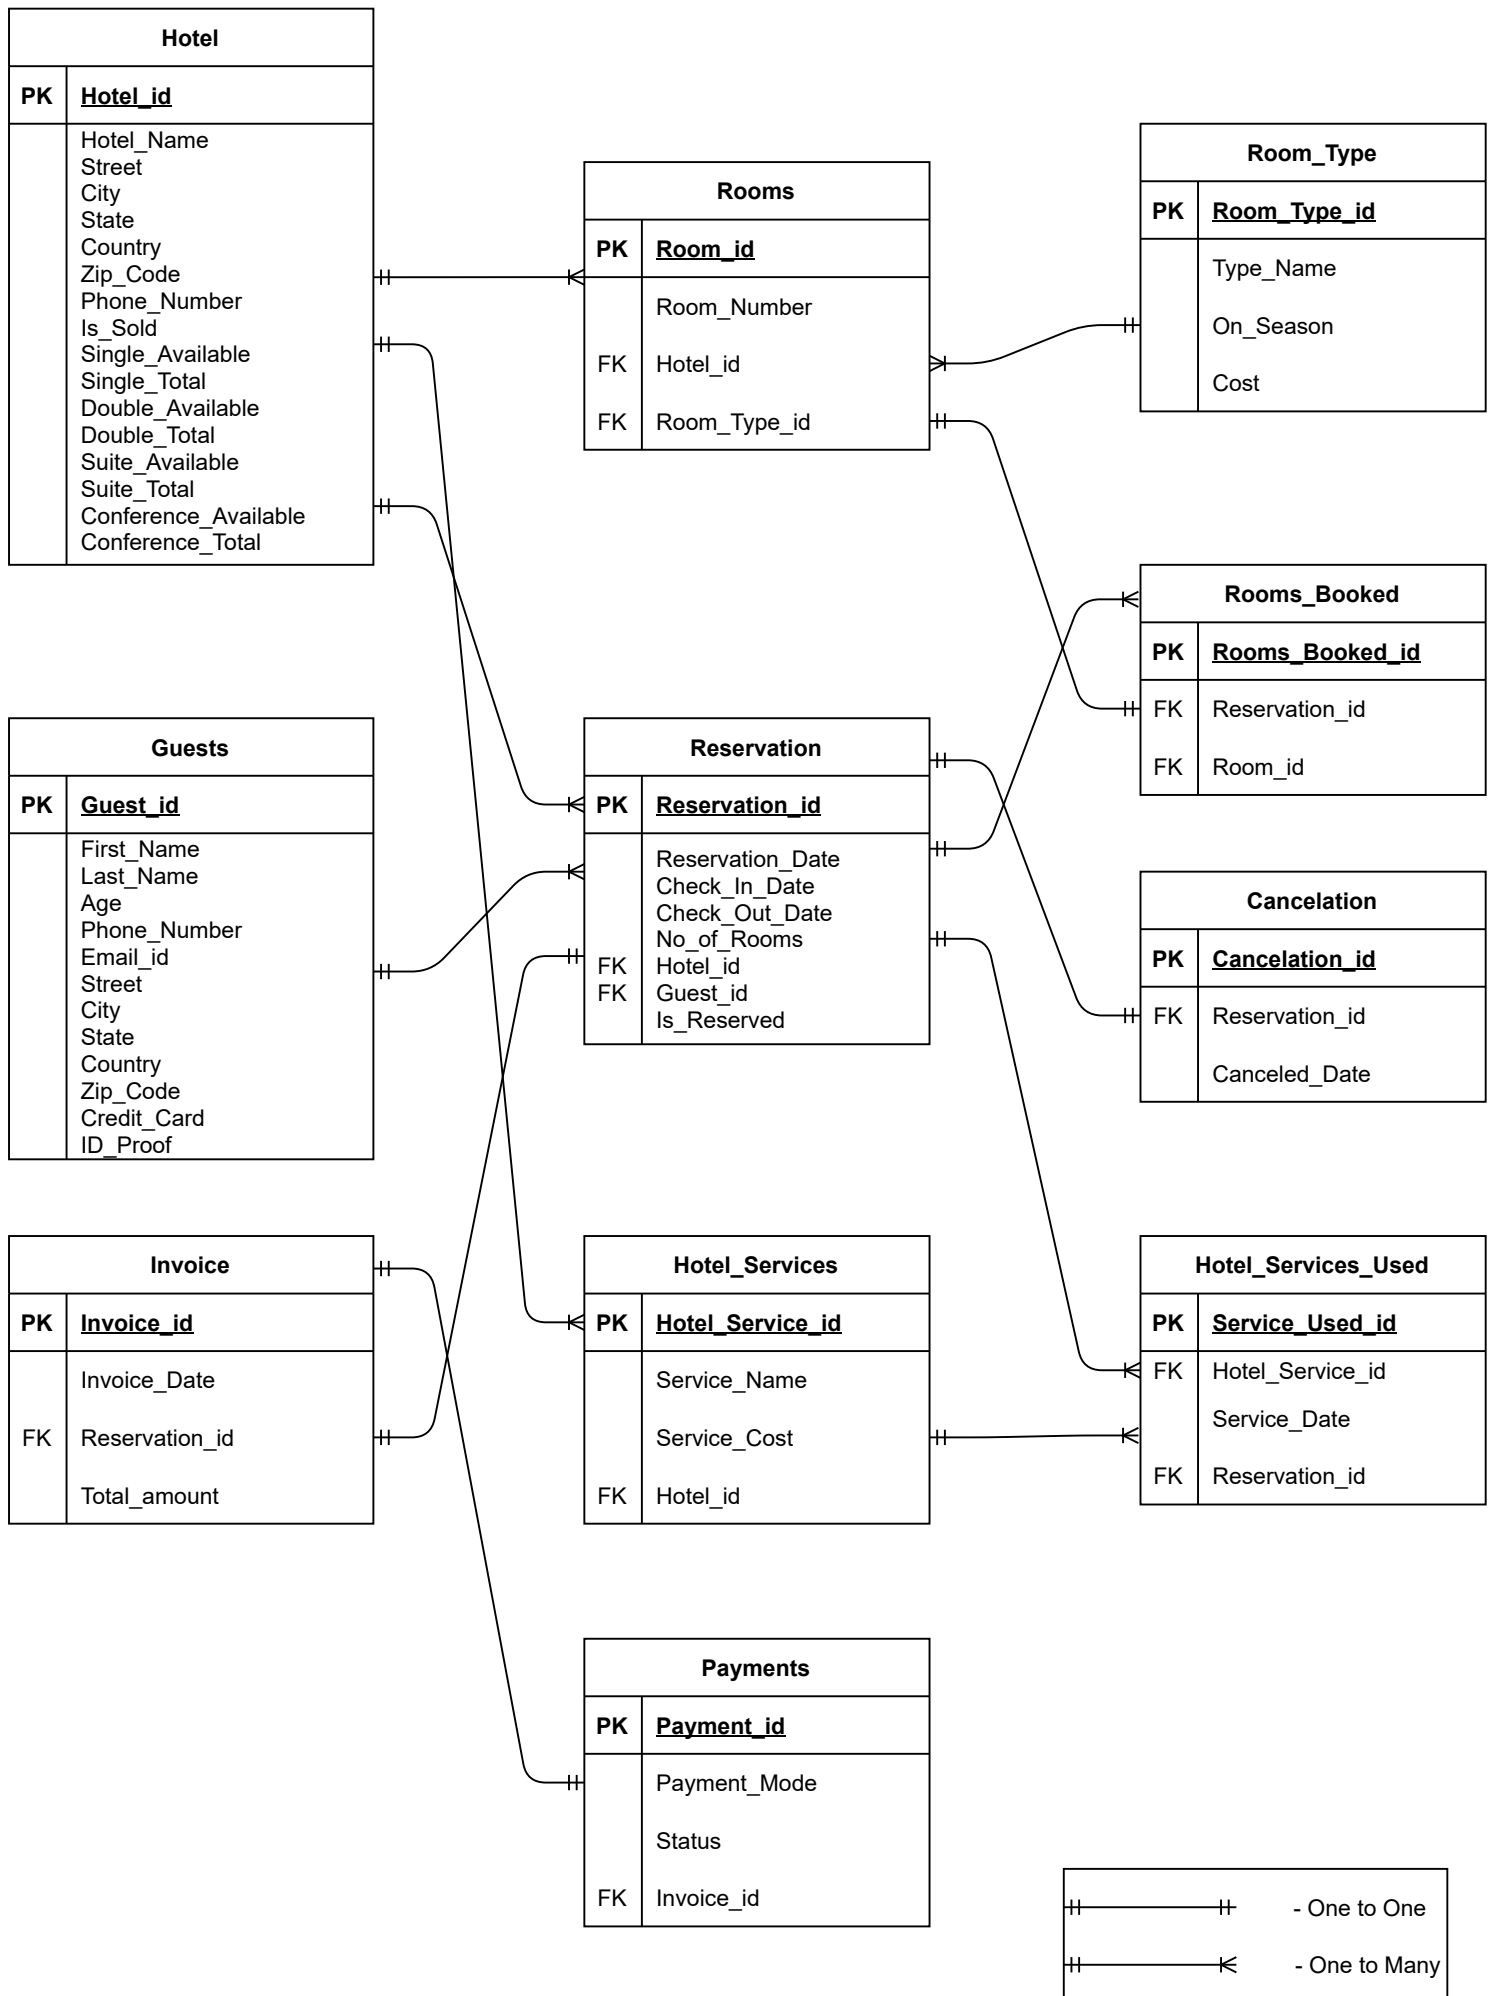 Hotel
PK Hotel_id
Hotel_Name
Street
City
State
Country
Zip_Code
Phone_Number
Is_Sold
Single_Available
Single_Total
Double_Available
Double_Total
Suite_Available
Suite_Total
Conference_Available
Conference_Total
Rooms
PK Room_id
Room_Number
FK Hotel_id
FK Room_Type_id
Room_Type
PK Room_Type_id
Type_Name
On_Season
Cost
Rooms_Booked
PK Rooms_Booked_id
FK Reservation_id
FK Room_id
Guests
PK Guest_id
First_Name
Last_Name
Age
Phone_Number
Email_id
Street
City
State
Country
Zip_Code
Credit_Card
ID_Proof
Reservation
PK Reservation_id
Reservation_Date
Check_In_Date
Check_Out_Date
No_of_Rooms
FK Hotel_id
FK Guest_id
Is_Reserved
Cancelation
PK Cancelation_id
FK Reservation_id
Canceled_Date
Invoice
PK Invoice_id
Invoice_Date
FK Reservation_id
Total_amount
Hotel_Services
PK Hotel_Service_id
Service_Name
Service_Cost
FK Hotel_id
Hotel_Services_Used
PK Service_Used_id
FK Hotel_Service_id
Service_Date
FK Reservation_id
Payments
PK Payment_id
Payment_Mode
Status
FK Invoice_id
- One to One
- One to Many